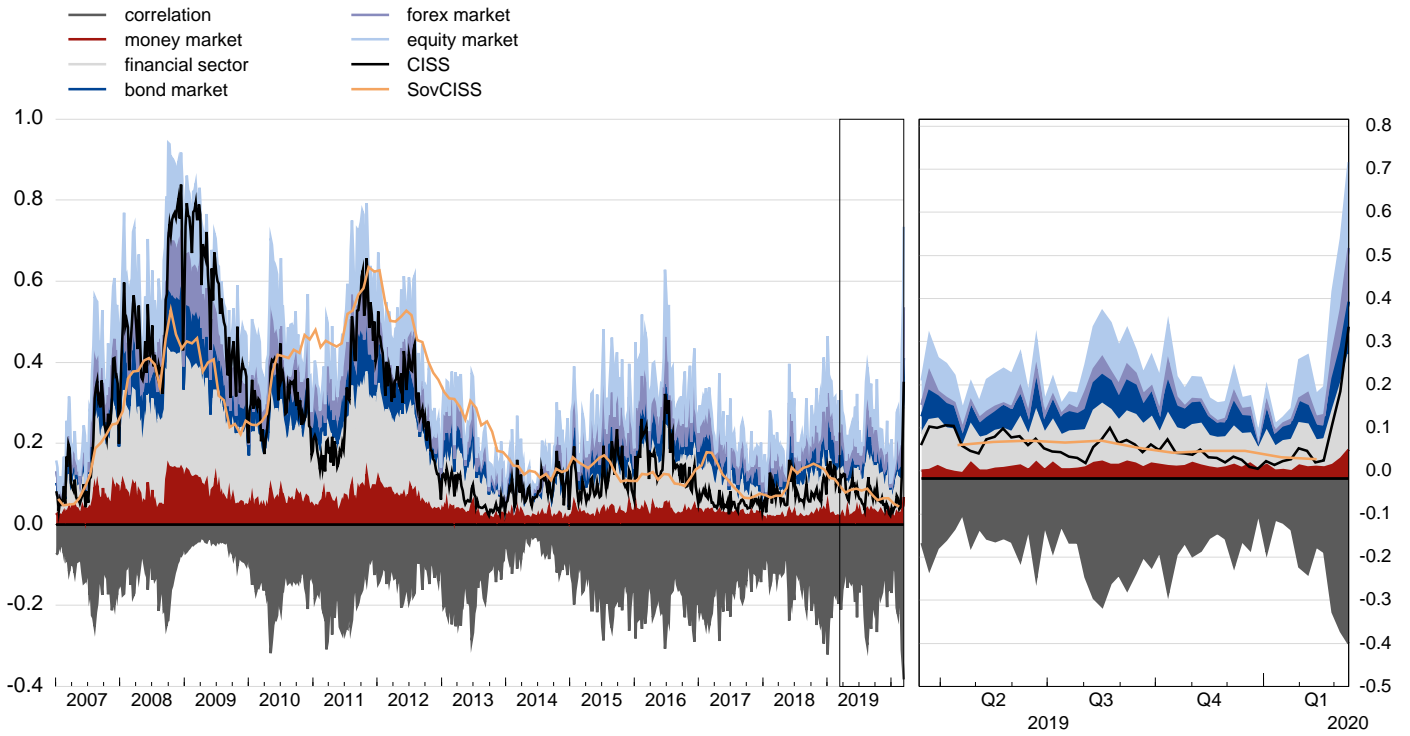 correlation
money market
financial sector
bond market
forex market
equity market
CISS
SovCISS
1.0
0.8
0.6
0.4
0.2
0.0
-0.2
-0.4
2007 2008 2009 2010 2011 2012 2013 2014 2015 2016 2017 2018 2019
0.8
0.7
0.6
0.5
0.4
0.3
0.2
0.1
0.0
-0.1
-0.2
-0.3
-0.4
-0.5
Q2 Q3 Q4 Q1
2019 2020